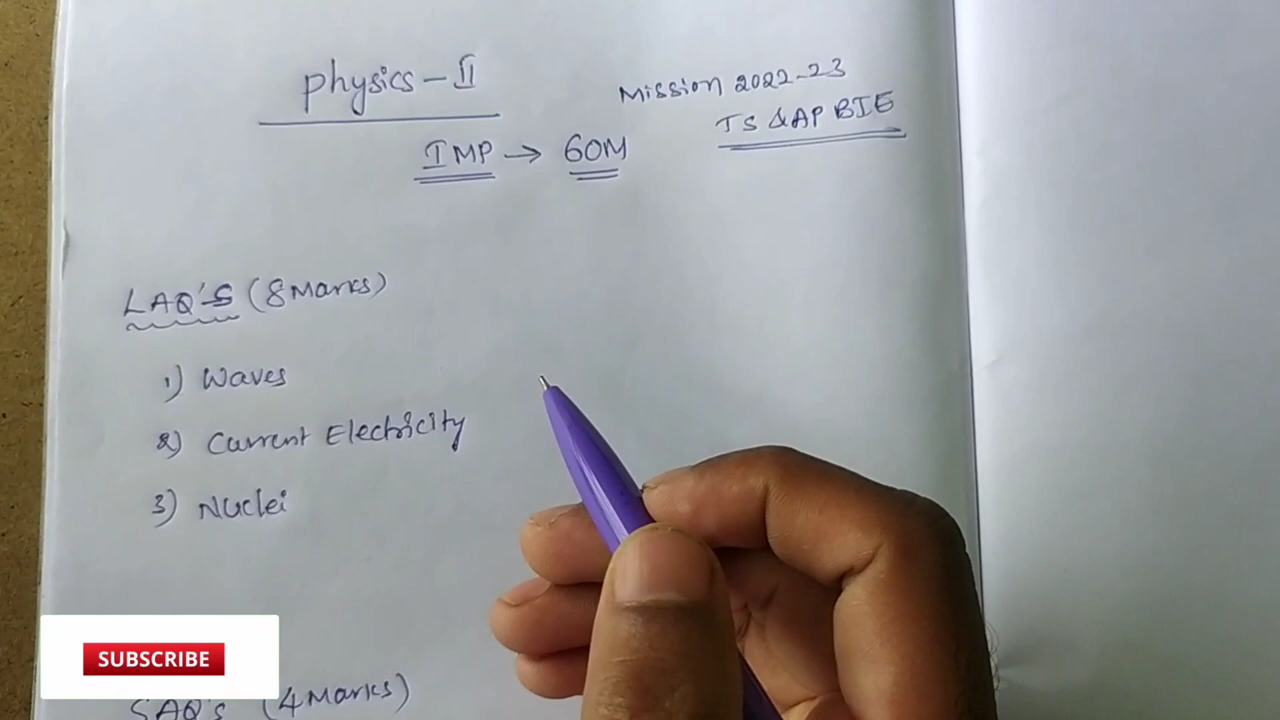 Physics - II
Mission 2022-23
TS & AP BIE
IMP → 60M
LAQ'S (8 Marks)
1) Waves
2) Current Electricity
3) Nuclei
SUBSCRIBE
SAQ's (4 Marks)